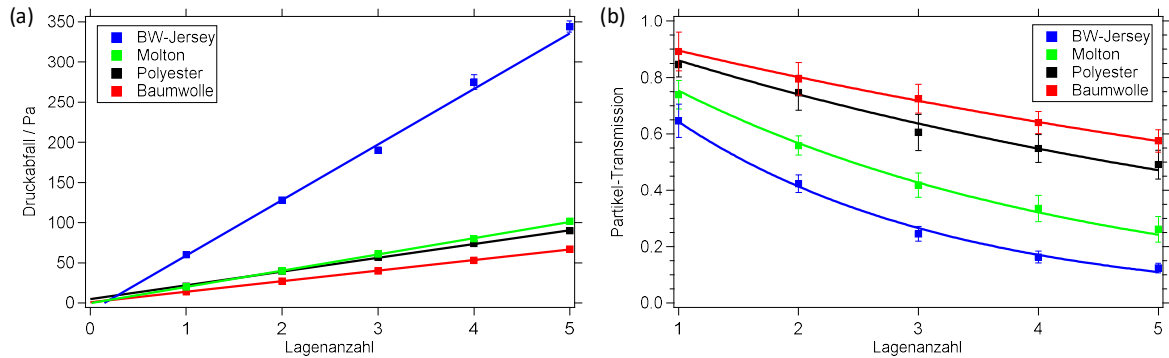 (a)
350
300
250
200
150
100
50
0
Druckabfall / Pa
BW-Jersey
Molton
Polyester
Baumwolle
0 1 2 3 4 5
Lagenanzahl
(b)
1.0
0.8
0.6
0.4
0.2
0.0
Partikel-Transmission
BW-Jersey
Molton
Polyester
Baumwolle
1 2 3 4 5
Lagenanzahl